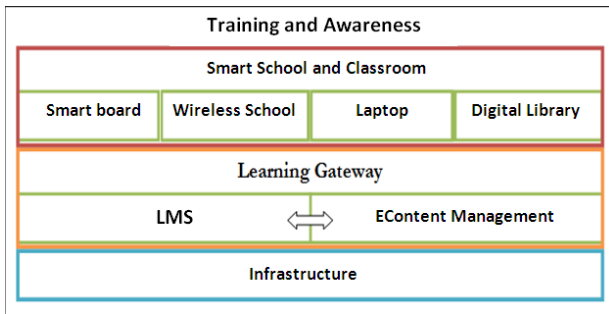 Training and Awareness
Smart School and Classroom
Smart board Wireless School Laptop Digital Library
Learning Gateway
LMS EContent Management
Infrastructure